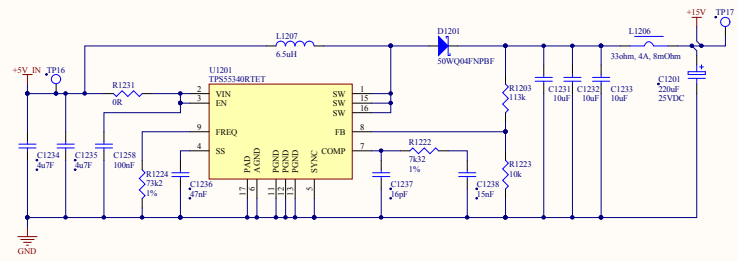 +15V
TP17
L1207
6.5uH
D1201
50WQ04FNPBF
L1206
33ohm, 4A, 8mOhm
+5V_IN
TP16
U1201
TPS55340RTET
R1231
0R
2
VIN
3
EN
9
FREQ
4
SS
SW
1
SW
15
SW
16
FB
8
COMP
7
PAD
AGND
PGND
PGND
PGND
SYNC
17
6
11
12
13
5
R1203
113k
C1231
10uF
C1232
10uF
C1233
10uF
C1201
220uF
25VDC
R1222
7k32
1%
C1234
4u7F
C1235
4u7F
C1258
100nF
R1224
73k2
1%
C1236
47nF
C1237
16pF
C1238
15nF
R1223
10k
GND